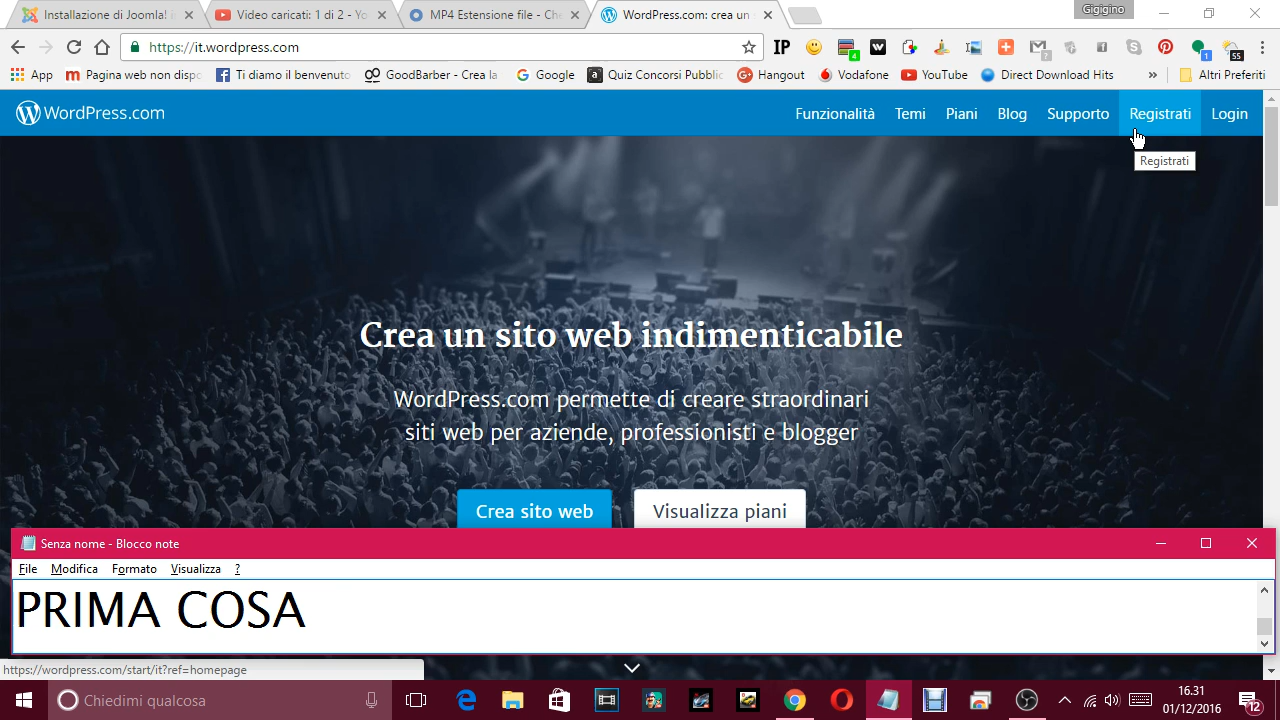 Installazione di Joomla! i
Video caricati: 1 di 2 - Yo
MP4 Estensione file - Che
WordPress.com: crea un
Gigigino
https://it.wordpress.com
IP
App
Pagina web non dispo
Ti diamo il benvenuto
GoodBarber - Crea la
Google
Quiz Concorsi Pubblic
Hangout
Vodafone
YouTube
Direct Download Hits
»
Altri Preferiti
WordPress.com
Funzionalità
Temi
Piani
Blog
Supporto
Registrati
Login
Registrati
Crea un sito web indimenticabile
WordPress.com permette di creare straordinari
siti web per aziende, professionisti e blogger
Crea sito web
Visualizza piani
Senza nome - Blocco note
File
Modifica
Formato
Visualizza
?
PRIMA COSA
https://wordpress.com/start/it?ref=homepage
Chiedimi qualcosa
16.31
01/12/2016
12